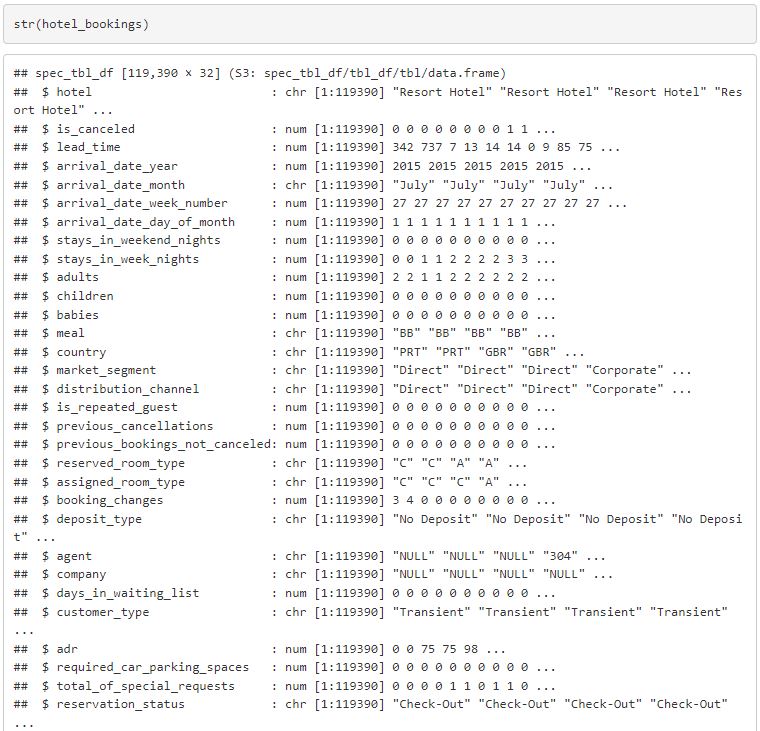 str(hotel_bookings)
## spec_tbl_df [119,390 x 32] (S3: spec_tbl_df/tbl_df/tbl/data.frame)
##  $ hotel                         : chr [1:119390] "Resort Hotel" "Resort Hotel" "Resort Hotel" "Res
ort Hotel" ...
##  $ is_canceled                   : num [1:119390] 0 0 0 0 0 0 0 0 1 1 ...
##  $ lead_time                     : num [1:119390] 342 737 7 13 14 14 0 9 85 75 ...
##  $ arrival_date_year             : num [1:119390] 2015 2015 2015 2015 2015 ...
##  $ arrival_date_month            : chr [1:119390] "July" "July" "July" "July" ...
##  $ arrival_date_week_number      : num [1:119390] 27 27 27 27 27 27 27 27 27 27 ...
##  $ arrival_date_day_of_month     : num [1:119390] 1 1 1 1 1 1 1 1 1 1 ...
##  $ stays_in_weekend_nights       : num [1:119390] 0 0 0 0 0 0 0 0 0 0 ...
##  $ stays_in_week_nights          : num [1:119390] 0 0 1 1 2 2 2 2 3 3 ...
##  $ adults                        : num [1:119390] 2 2 1 1 2 2 2 2 2 2 ...
##  $ children                      : num [1:119390] 0 0 0 0 0 0 0 0 0 0 ...
##  $ babies                        : num [1:119390] 0 0 0 0 0 0 0 0 0 0 ...
##  $ meal                          : chr [1:119390] "BB" "BB" "BB" "BB" ...
##  $ country                       : chr [1:119390] "PRT" "PRT" "GBR" "GBR" ...
##  $ market_segment                : chr [1:119390] "Direct" "Direct" "Direct" "Corporate" ...
##  $ distribution_channel          : chr [1:119390] "Direct" "Direct" "Direct" "Corporate" ...
##  $ is_repeated_guest             : num [1:119390] 0 0 0 0 0 0 0 0 0 0 ...
##  $ previous_cancellations        : num [1:119390] 0 0 0 0 0 0 0 0 0 0 ...
##  $ previous_bookings_not_canceled: num [1:119390] 0 0 0 0 0 0 0 0 0 0 ...
##  $ reserved_room_type            : chr [1:119390] "C" "C" "A" "A" ...
##  $ assigned_room_type            : chr [1:119390] "C" "C" "C" "A" ...
##  $ booking_changes               : num [1:119390] 3 4 0 0 0 0 0 0 0 0 ...
##  $ deposit_type                  : chr [1:119390] "No Deposit" "No Deposit" "No Deposit" "No Deposi
t" ...
##  $ agent                         : chr [1:119390] "NULL" "NULL" "NULL" "304" ...
##  $ company                       : chr [1:119390] "NULL" "NULL" "NULL" "NULL" ...
##  $ days_in_waiting_list          : num [1:119390] 0 0 0 0 0 0 0 0 0 0 ...
##  $ customer_type                 : chr [1:119390] "Transient" "Transient" "Transient" "Transient"
...
##  $ adr                           : num [1:119390] 0 0 75 75 98 ...
##  $ required_car_parking_spaces   : num [1:119390] 0 0 0 0 0 0 0 0 0 0 ...
##  $ total_of_special_requests     : num [1:119390] 0 0 0 0 1 1 0 1 1 0 ...
##  $ reservation_status            : chr [1:119390] "Check-Out" "Check-Out" "Check-Out" "Check-Out"
...